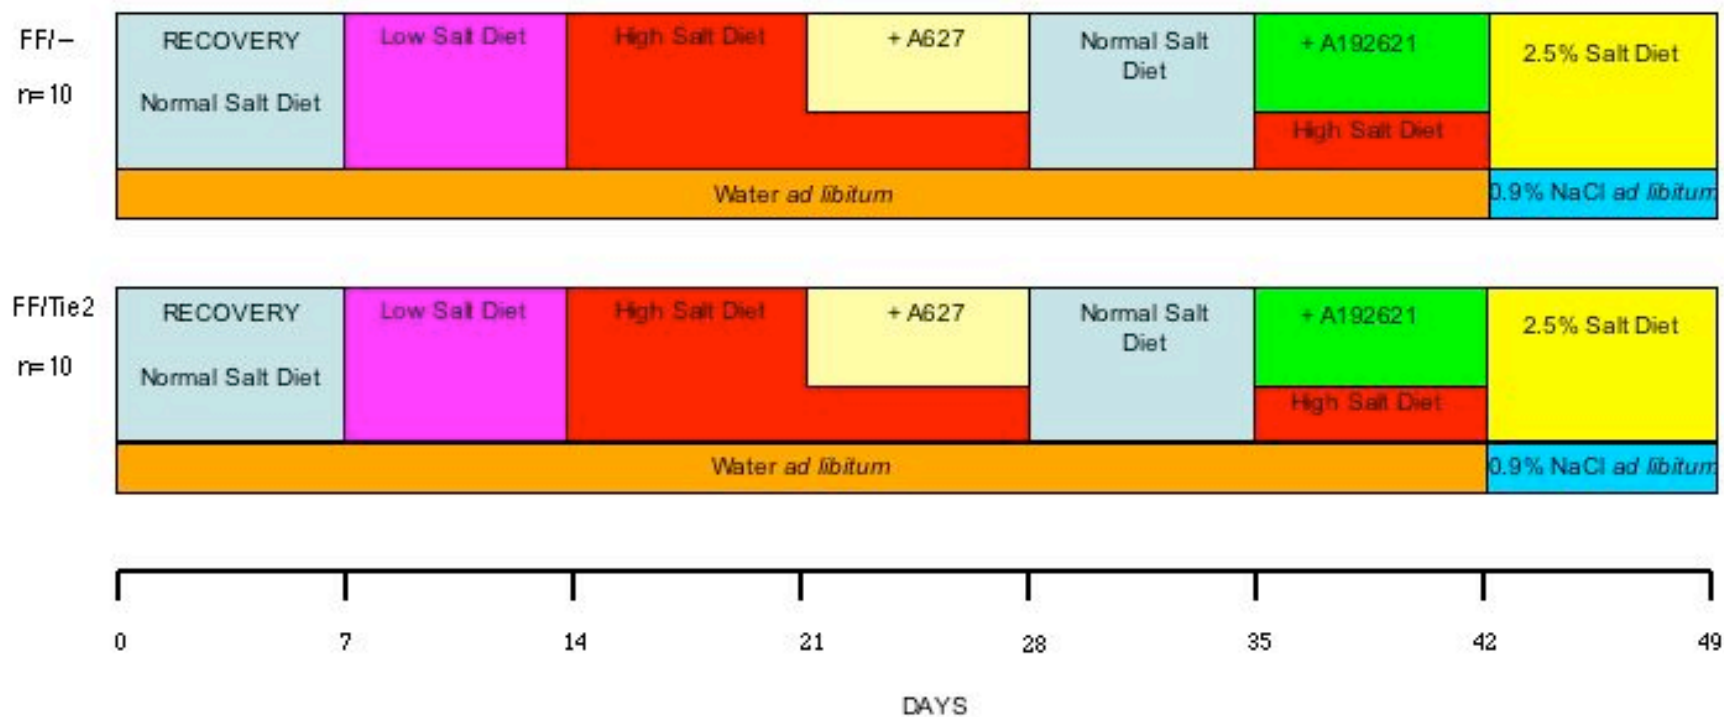 FF/–
n=10
RECOVERY
Normal Salt Diet
Low Salt Diet
High Salt Diet
+ A627
Normal Salt
Diet
+ A192621
High Salt Diet
2.5% Salt Diet
Water ad libitum
0.9% NaCl ad libitum
FF/Tie2
n=10
RECOVERY
Normal Salt Diet
Low Salt Diet
High Salt Diet
+ A627
Normal Salt
Diet
+ A192621
High Salt Diet
2.5% Salt Diet
Water ad libitum
0.9% NaCl ad libitum
0 7 14 21 28 35 42 49
DAYS